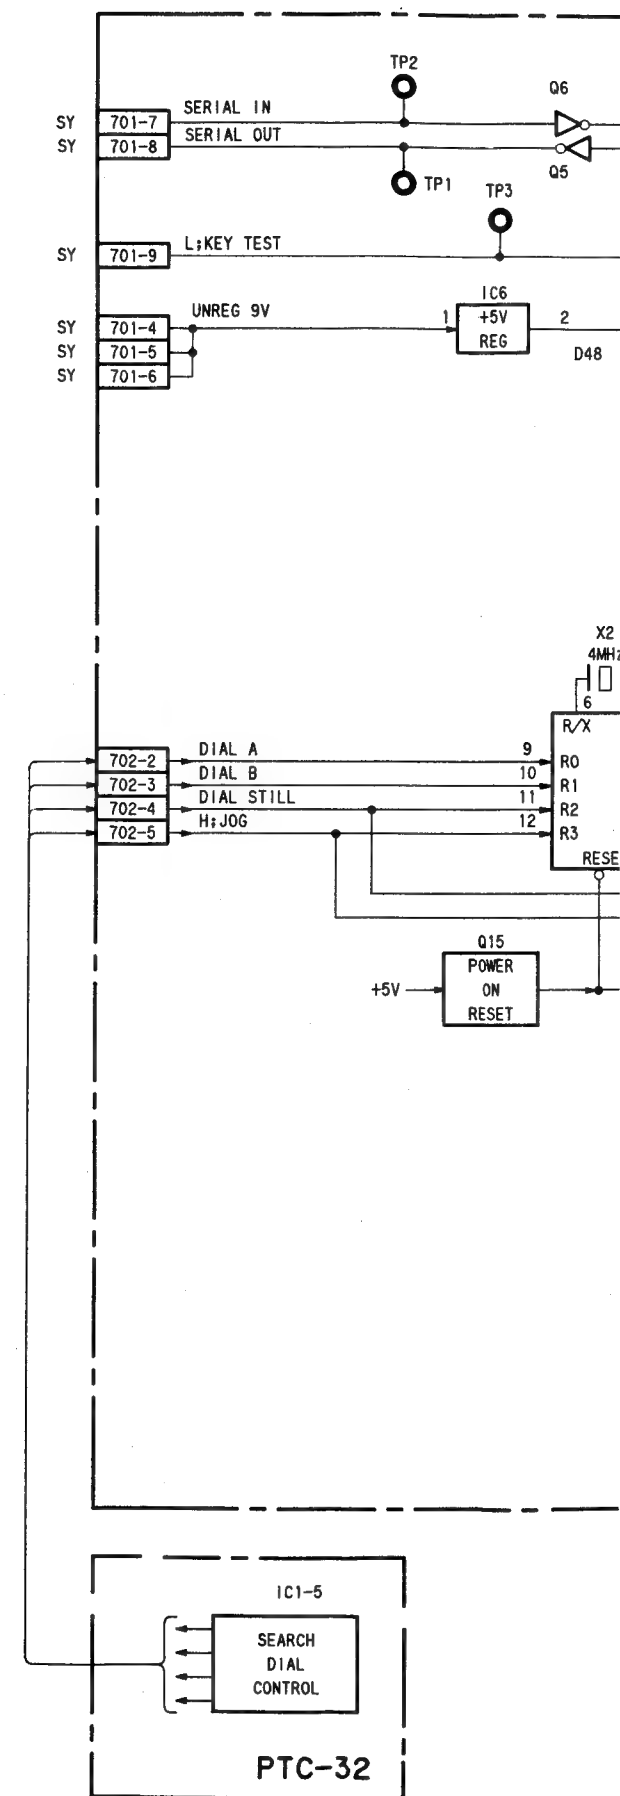 TP2
Q6
SY 701-7 SERIAL IN
SY 701-8 SERIAL OUT
Q5
TP1
TP3
SY 701-9 L;KEY TEST
IC6
UNREG 9V
SY 701-4
1 +5V 2
SY 701-5
REG
D48
SY 701-6
X2
4MHz
6
R/X
702-2 DIAL A 9 R0
702-3 DIAL B 10 R1
702-4 DIAL STILL 11 R2
702-5 H;JOG 12 R3
RESE
Q15
POWER
+5V ON
RESET
IC1-5
SEARCH
DIAL
CONTROL
PTC-32